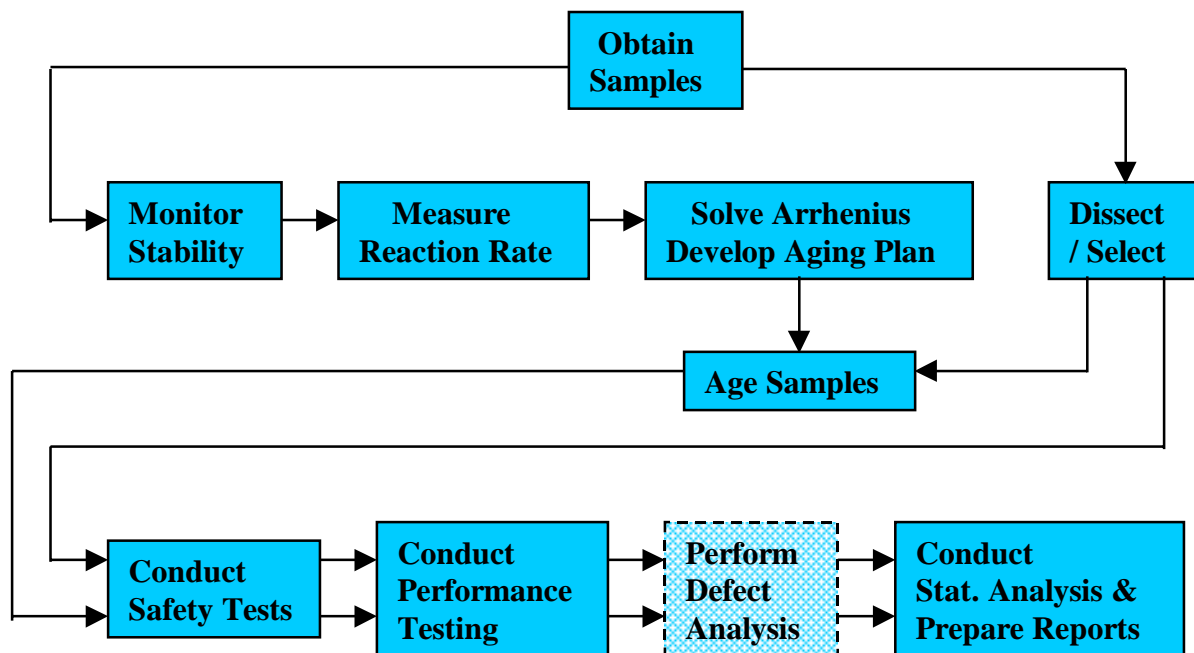 Obtain
Samples
Monitor
Stability
Measure
Reaction Rate
Solve Arrhenius
Develop Aging Plan
Dissect
/ Select
Age Samples
Conduct
Safety Tests
Conduct
Performance
Testing
Perform
Defect
Analysis
Conduct
Stat. Analysis &
Prepare Reports